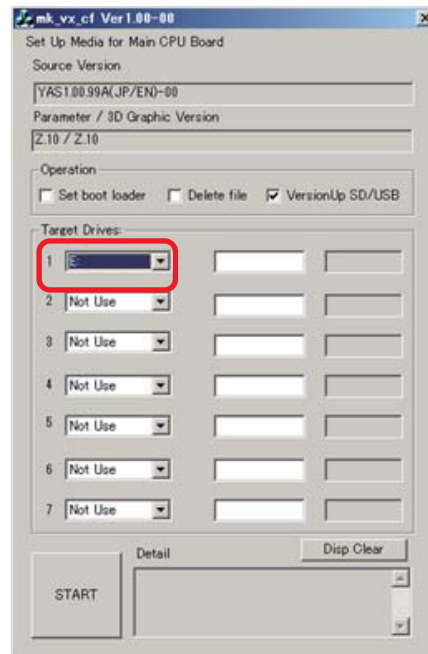 mk_vx_cf Ver1.00-00
Set Up Media for Main CPU Board
Source Version
YAS1.00.99A(JP/EN)-00
Parameter / 3D Graphic Version
Z.10 / Z.10
Operation
Set boot loader Delete file VersionUp SD/USB
Target Drives:
1 E:
2 Not Use
3 Not Use
4 Not Use
5 Not Use
6 Not Use
7 Not Use
Detail Disp Clear
START